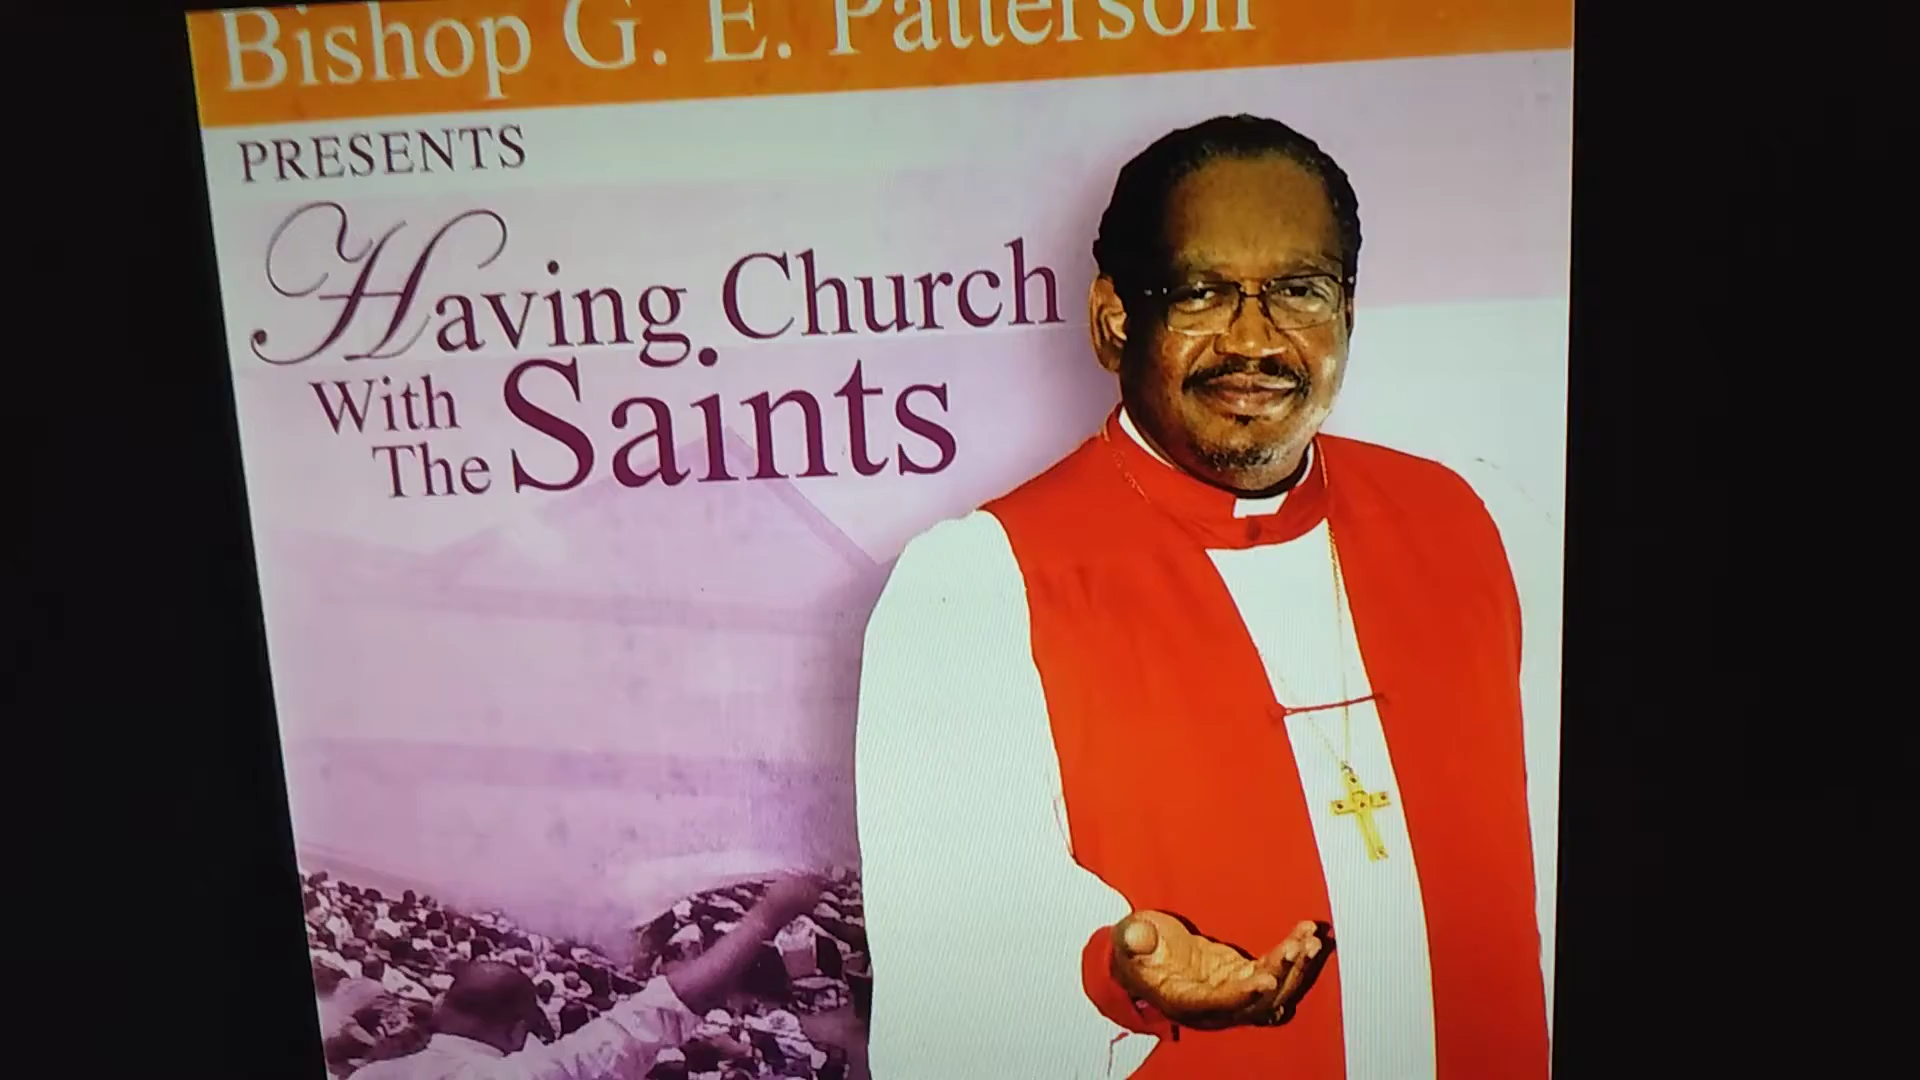 Bishop G. E. Patterson
PRESENTS
Having Church
With
The Saints